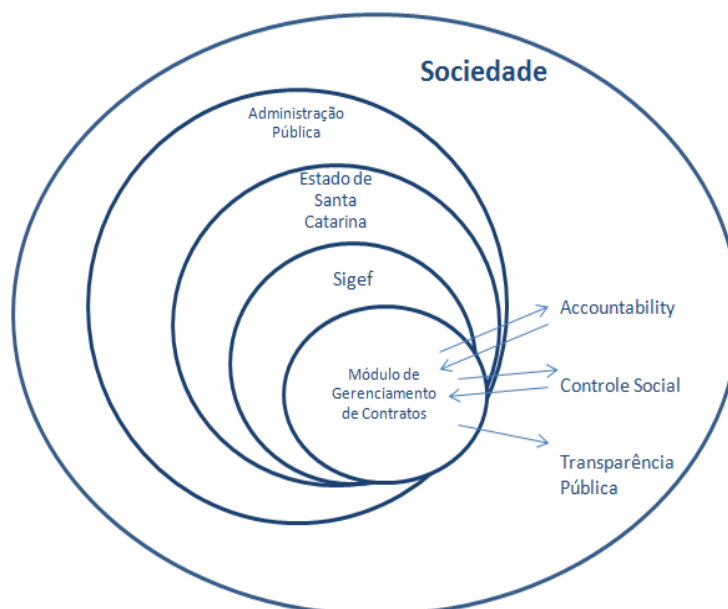 Sociedade
Administração
Pública
Estado de
Santa
Catarina
Sigef
Módulo de
Gerenciamento
de Contratos
Accountability
Controle Social
Transparência
Pública